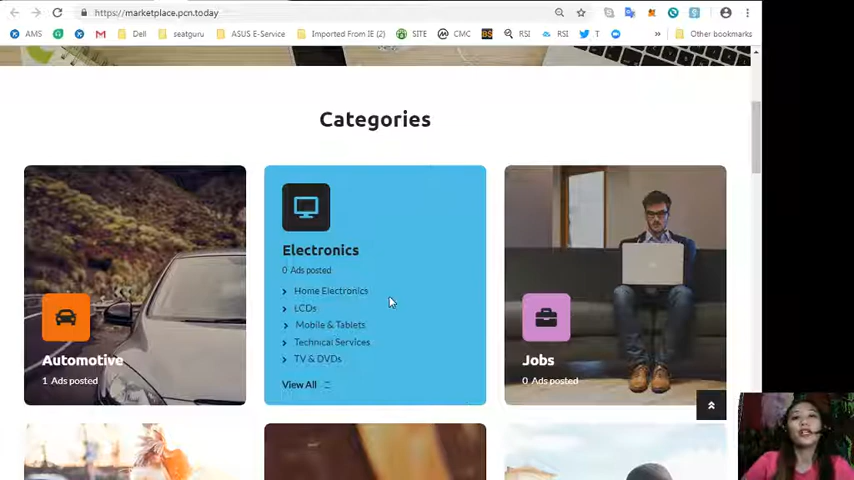 https://marketplace.pcn.today
AMS
Dell
seatguru
ASUS E-Service
Imported From IE (2)
SITE
CMC
RSI
RSI
T
Other bookmarks
Categories
Electronics
0 Ads posted
Home Electronics
LCDs
Mobile & Tablets
Technical Services
TV & DVDs
View All
Automotive
1 Ads posted
Jobs
0 Ads posted